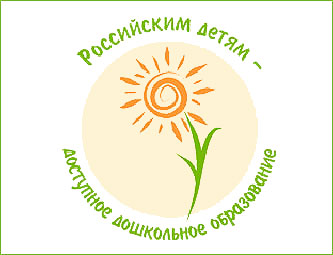 Российским детям –
доступное дошкольное образование